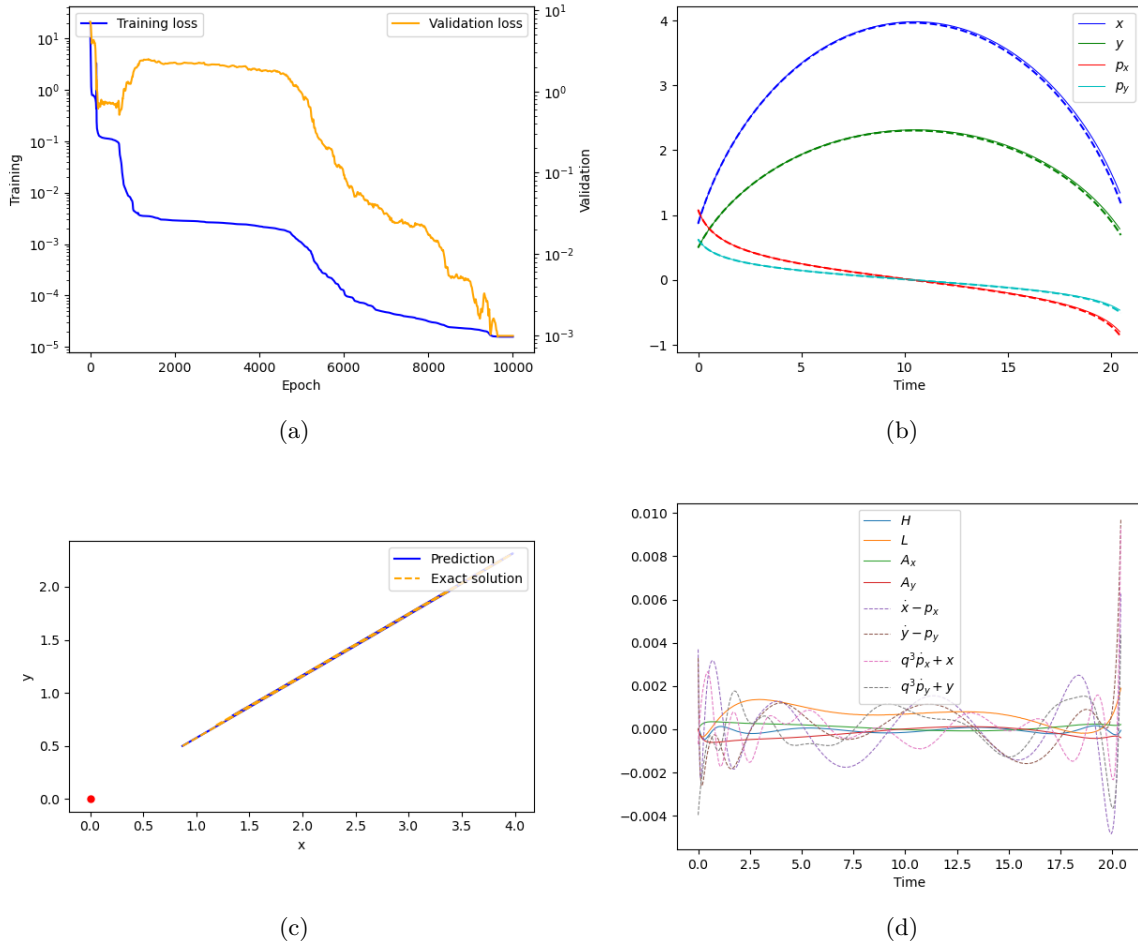 Training loss
Validation loss
10¹
10⁰
10⁻¹
10⁻²
10⁻³
10⁻⁴
10⁻⁵
Training
10¹
10⁰
10⁻¹
10⁻²
10⁻³
Validation
0 2000 4000 6000 8000 10000
Epoch
(a)
4
3
2
1
0
−1
x
y
pₓ
p_y
0 5 10 15 20
Time
(b)
Prediction
Exact solution
2.0
1.5
1.0
0.5
0.0
y
0.0 0.5 1.0 1.5 2.0 2.5 3.0 3.5 4.0
x
(c)
0.010
0.008
0.006
0.004
0.002
0.000
−0.002
−0.004
H
L
Aₓ
A_y
ẋ − pₓ
ẏ − p_y
q³ṗₓ + x
q³ṗ_y + y
0.0 2.5 5.0 7.5 10.0 12.5 15.0 17.5 20.0
Time
(d)